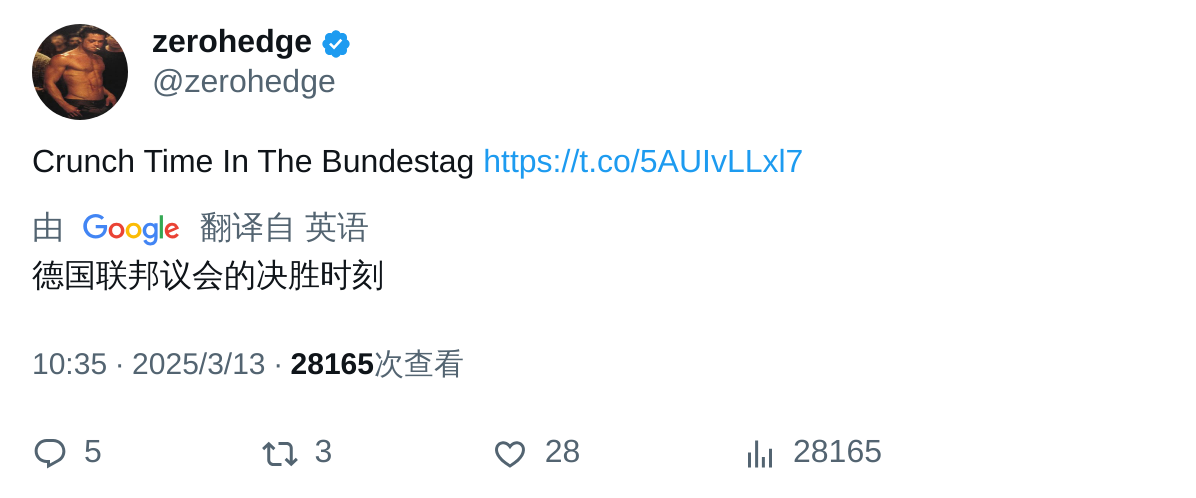 zerohedge
@zerohedge
Crunch Time In The Bundestag https://t.co/5AUIvLLxl7
由 Google 翻译自 英语
德国联邦议会的决胜时刻
10:35 · 2025/3/13 · 28165次查看
5 3 28 28165